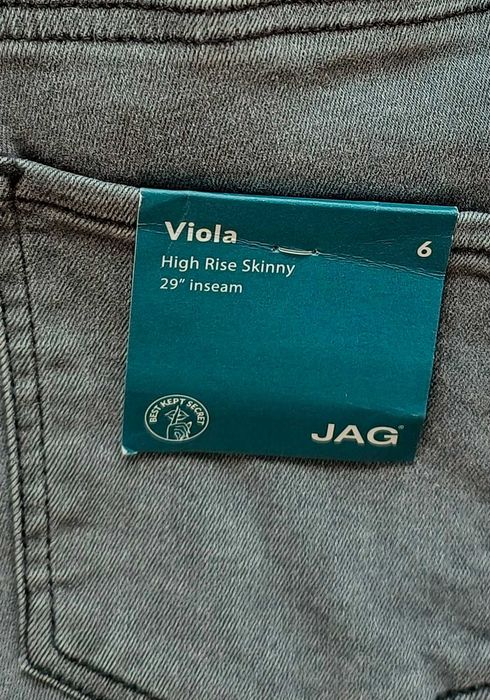 Viola 6
High Rise Skinny
29" inseam
BEST KEPT SECRET
JAG®